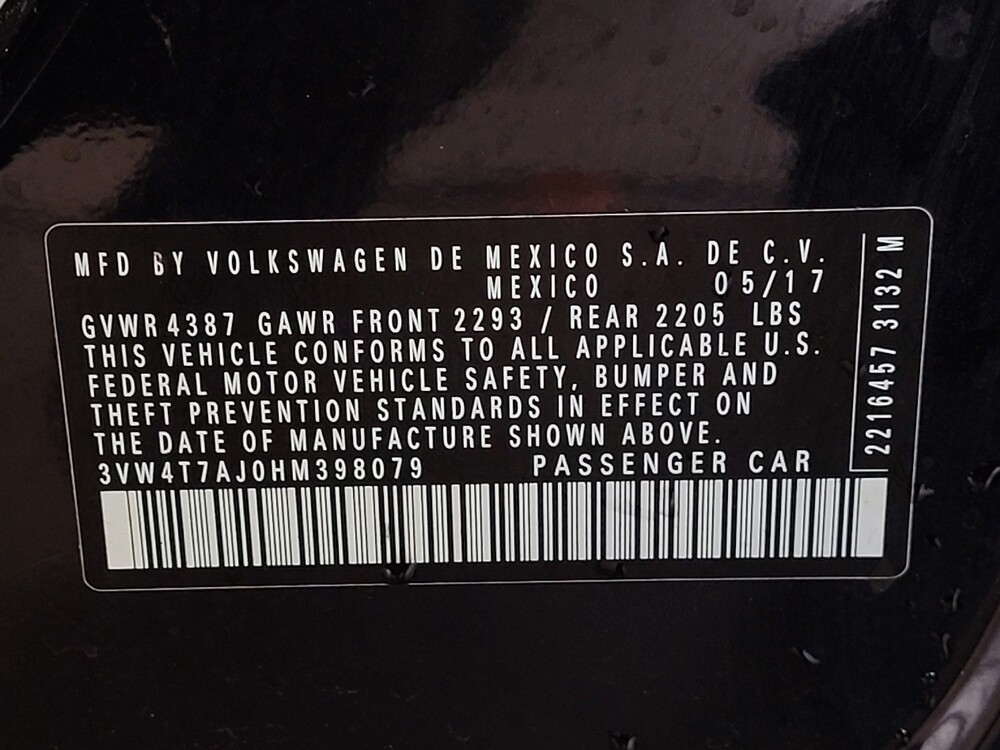 MFD BY VOLKSWAGEN DE MEXICO S.A. DE C.V.
MEXICO 05/17
GVWR 4387 GAWR FRONT 2293 / REAR 2205 LBS
THIS VEHICLE CONFORMS TO ALL APPLICABLE U.S.
FEDERAL MOTOR VEHICLE SAFETY, BUMPER AND
THEFT PREVENTION STANDARDS IN EFFECT ON
THE DATE OF MANUFACTURE SHOWN ABOVE.
3VW4T7AJ0HM398079 PASSENGER CAR
2216457 31132 M